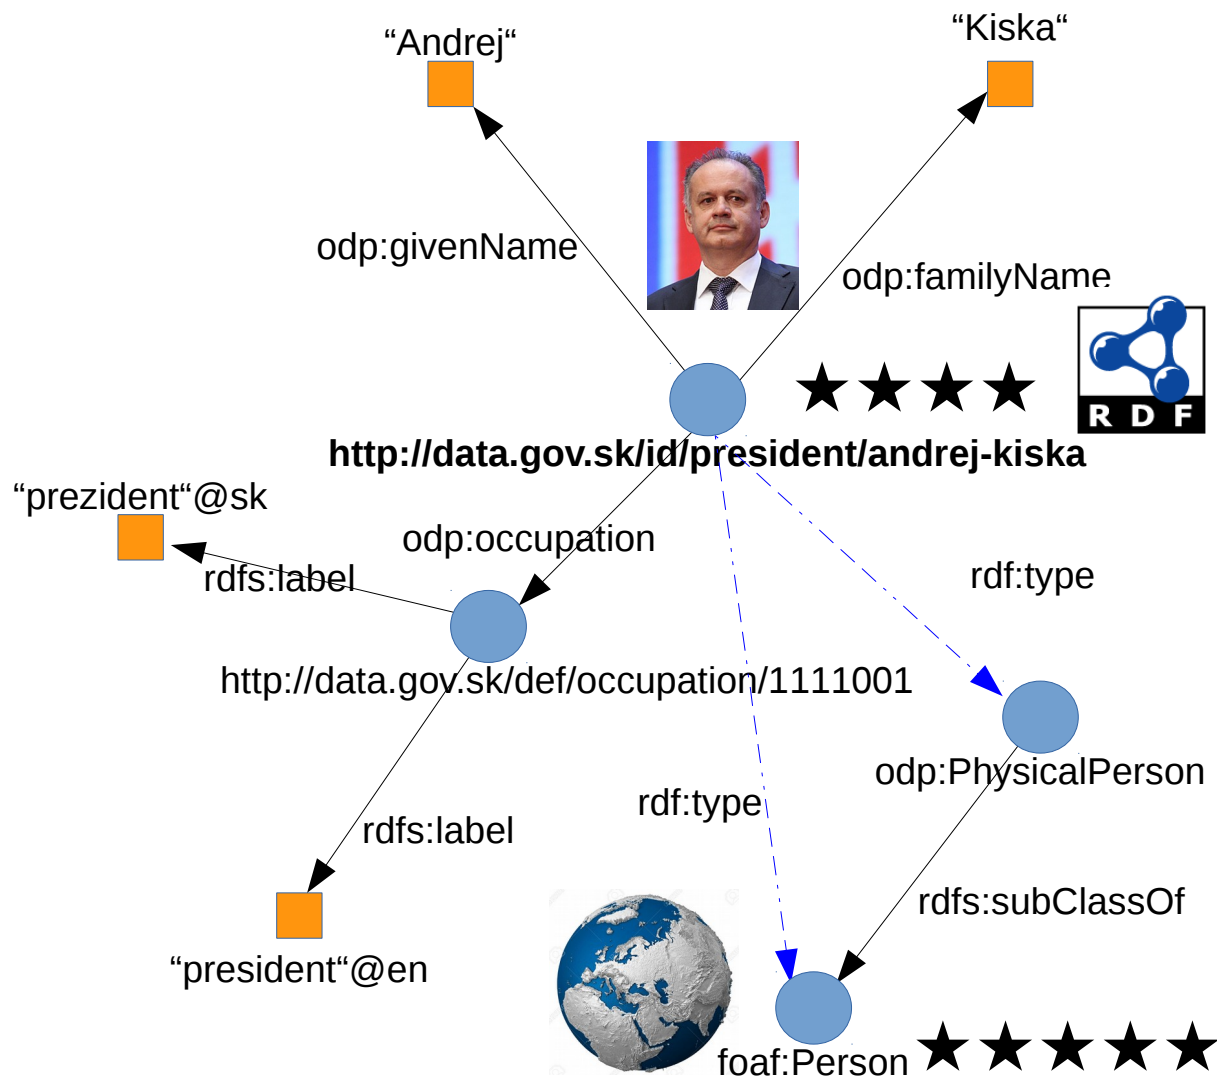 “Andrej“
“Kiska“
odp:givenName
odp:familyName
RDF
http://data.gov.sk/id/president/andrej-kiska
“prezident“@sk
odp:occupation
rdfs:label
rdf:type
http://data.gov.sk/def/occupation/1111001
odp:PhysicalPerson
rdf:type
rdfs:label
rdfs:subClassOf
“president“@en
foaf:Person